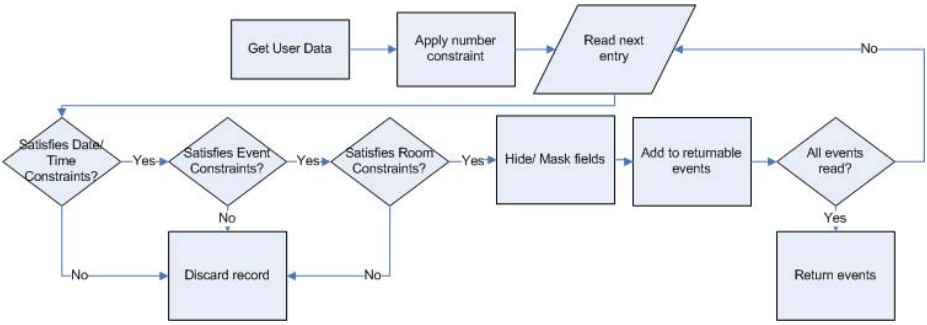 Get User Data
Apply number
constraint
Read next
entry
No
Satisfies Date/
Time
Constraints?
Yes
Satisfies Event
Constraints?
Yes
Satisfies Room
Constraints?
Yes
Hide/ Mask fields
Add to returnable
events
All events
read?
No
No
Yes
No
Discard record
Return events